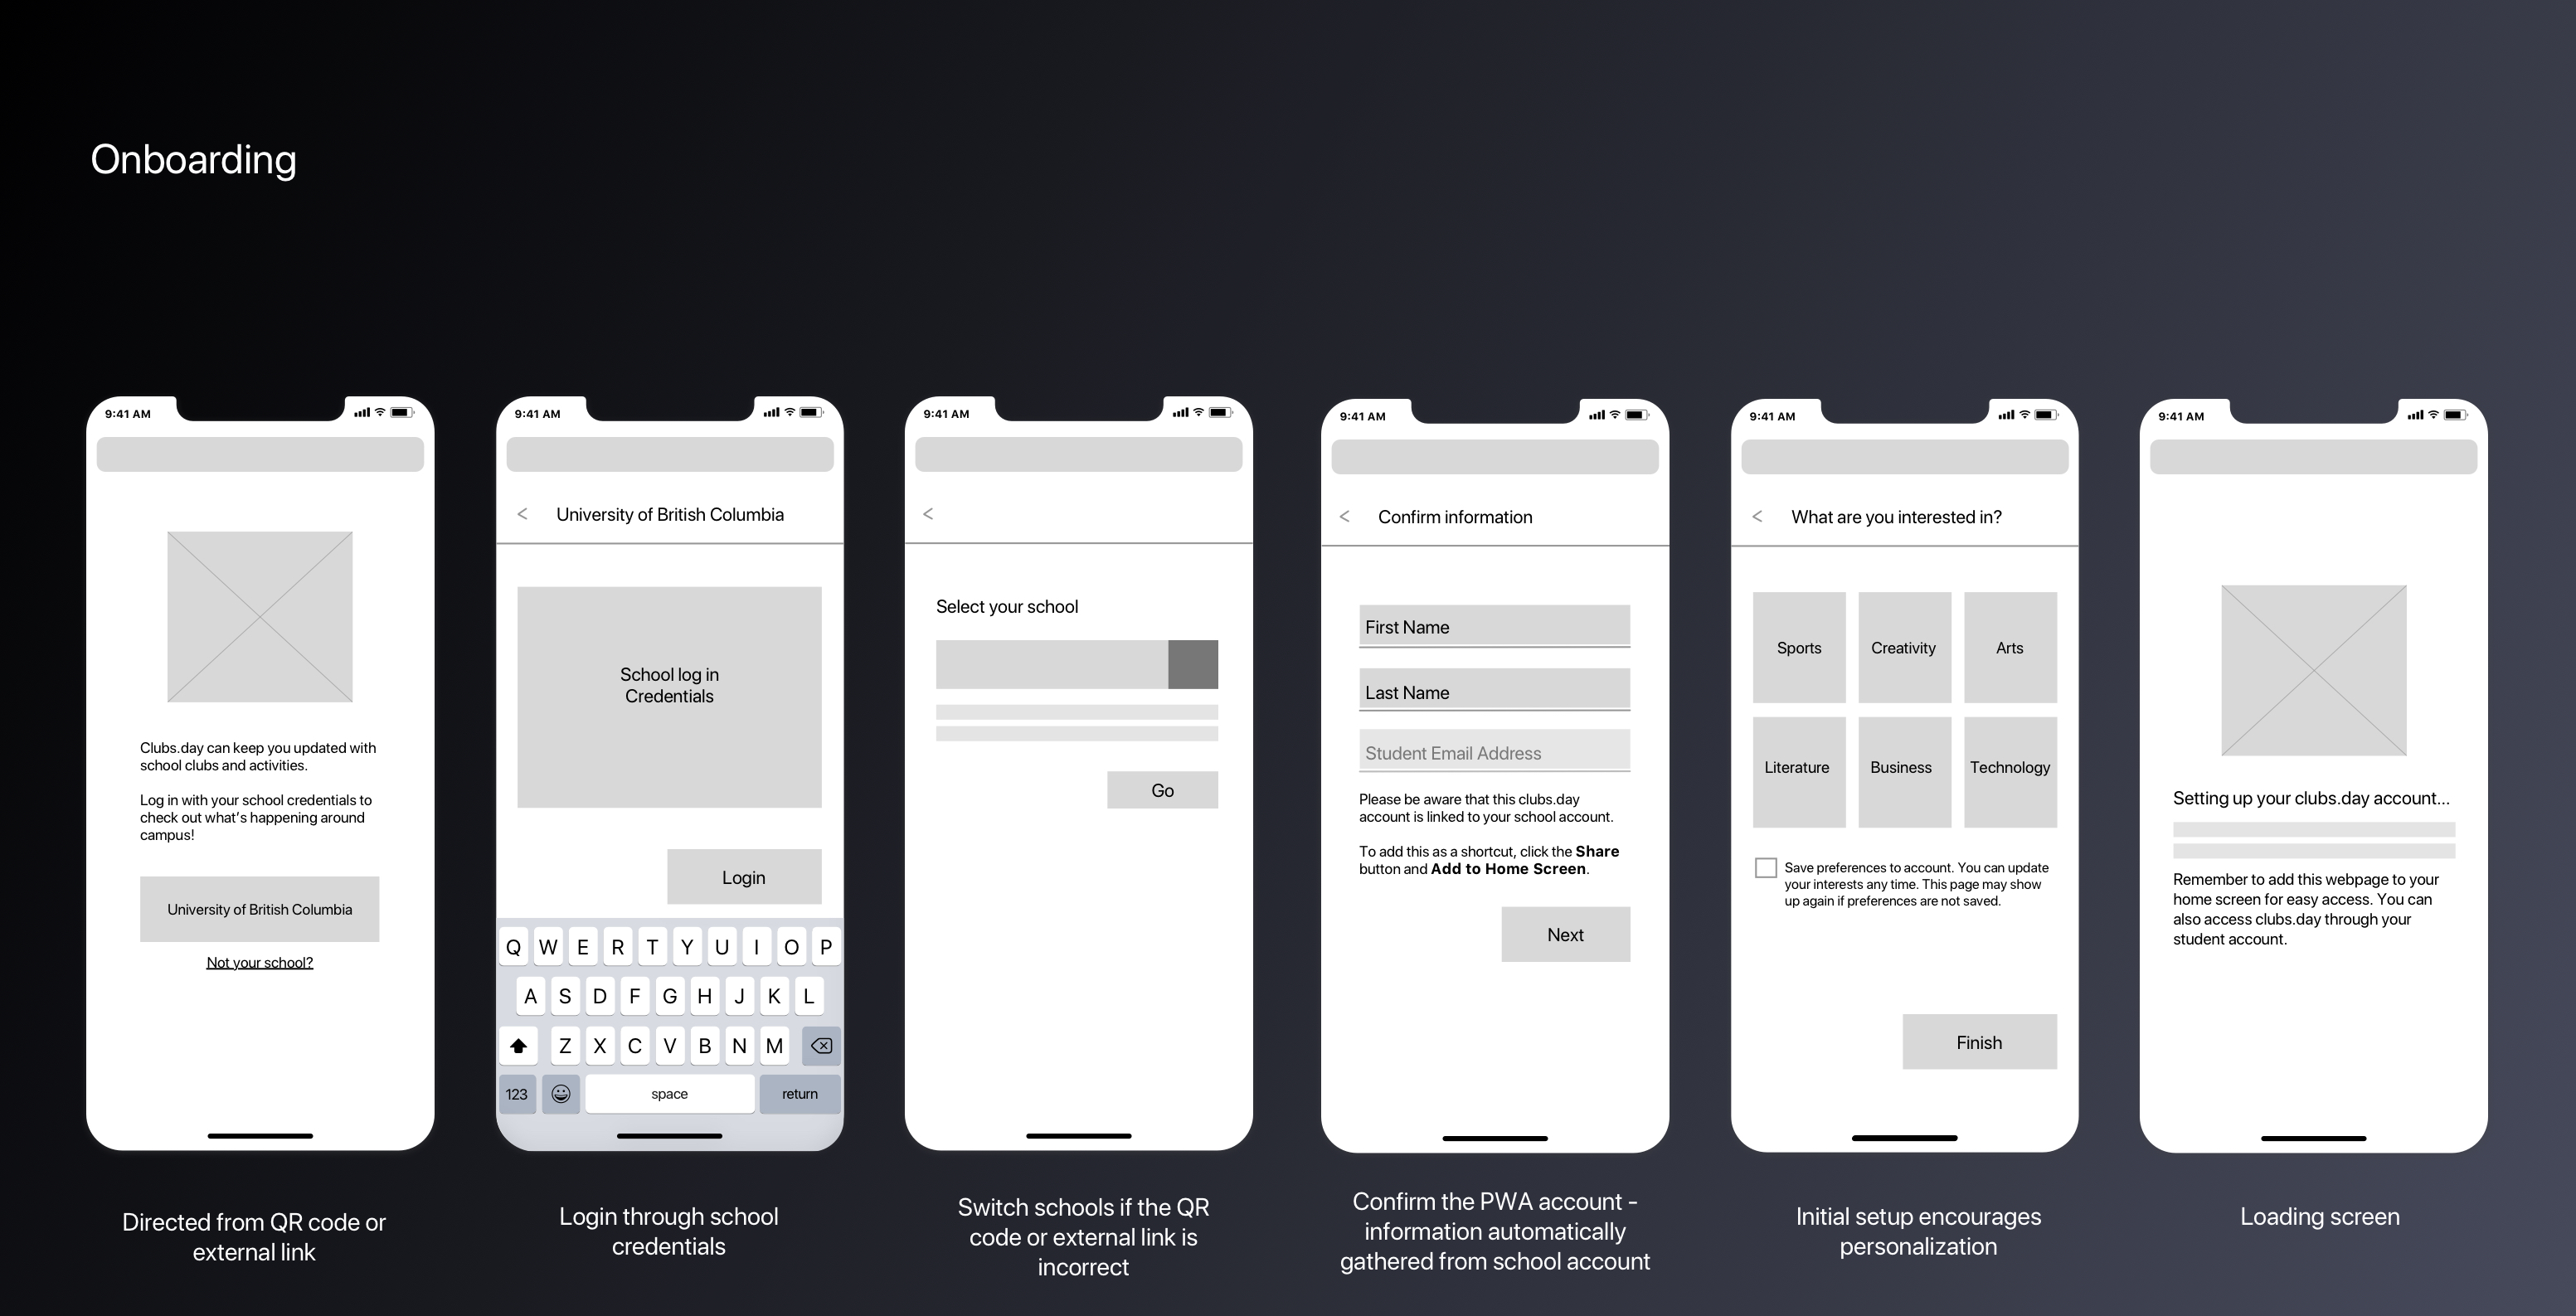 Onboarding
9:41 AM
Clubs.day can keep you updated with
school clubs and activities.
Log in with your school credentials to
check out what's happening around
campus!
University of British Columbia
Not your school?
Directed from QR code or
external link
9:41 AM
< University of British Columbia
School log in
Credentials
Login
Q W E R T Y U I O P
A S D F G H J K L
Z X C V B N M
123 space return
Login through school
credentials
9:41 AM
<
Select your school
Go
Switch schools if the QR
code or external link is
incorrect
9:41 AM
< Confirm information
First Name
Last Name
Student Email Address
Please be aware that this clubs.day
account is linked to your school account.
To add this as a shortcut, click the Share
button and Add to Home Screen.
Next
Confirm the PWA account -
information automatically
gathered from school account
9:41 AM
< What are you interested in?
Sports Creativity Arts
Literature Business Technology
Save preferences to account. You can update
your interests any time. This page may show
up again if preferences are not saved.
Finish
Initial setup encourages
personalization
9:41 AM
Setting up your clubs.day account...
Remember to add this webpage to your
home screen for easy access. You can
also access clubs.day through your
student account.
Loading screen